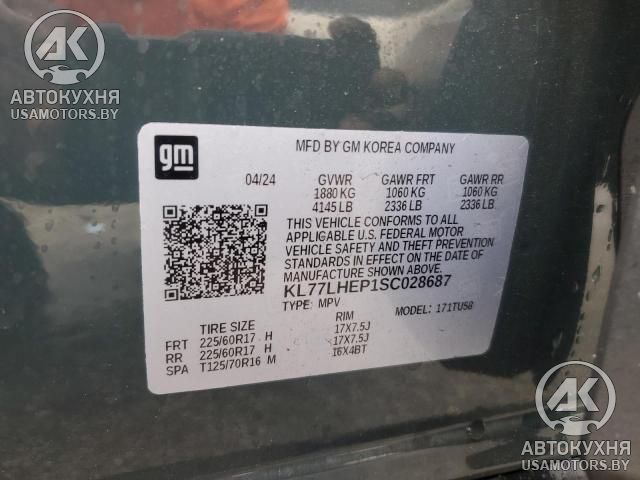 AK
АВТОКУХНЯ
USAMOTORS.BY
gm
MFD BY GM KOREA COMPANY
04/24 GVWR GAWR FRT GAWR RR
1880 KG 1060 KG 1060 KG
4145 LB 2336 LB 2336 LB
THIS VEHICLE CONFORMS TO ALL
APPLICABLE U.S. FEDERAL MOTOR
VEHICLE SAFETY AND THEFT PREVENTION
STANDARDS IN EFFECT ON THE DATE OF
MANUFACTURE SHOWN ABOVE.
KL77LHEP1SC028687
TYPE: MPV MODEL: 171TU58
TIRE SIZE RIM
FRT 225/60R17 H 17X7.5J
RR 225/60R17 H 17X7.5J
SPA T125/70R16 M 16X4BT
AK
АВТОКУХНЯ
USAMOTORS.BY